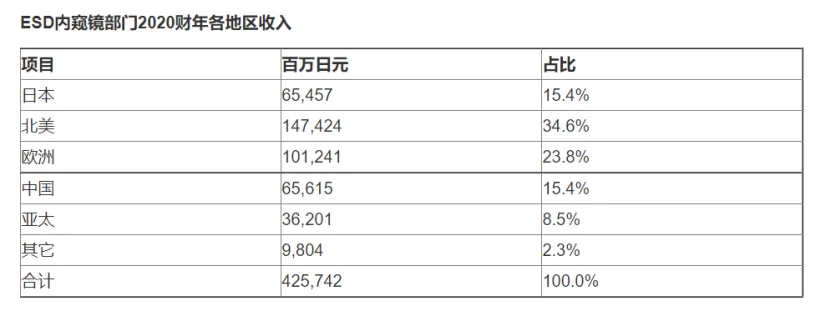 ESD内窥镜部门2020财年各地区收入
项目 百万日元 占比
日本 65,457 15.4%
北美 147,424 34.6%
欧洲 101,241 23.8%
中国 65,615 15.4%
亚太 36,201 8.5%
其它 9,804 2.3%
合计 425,742 100.0%